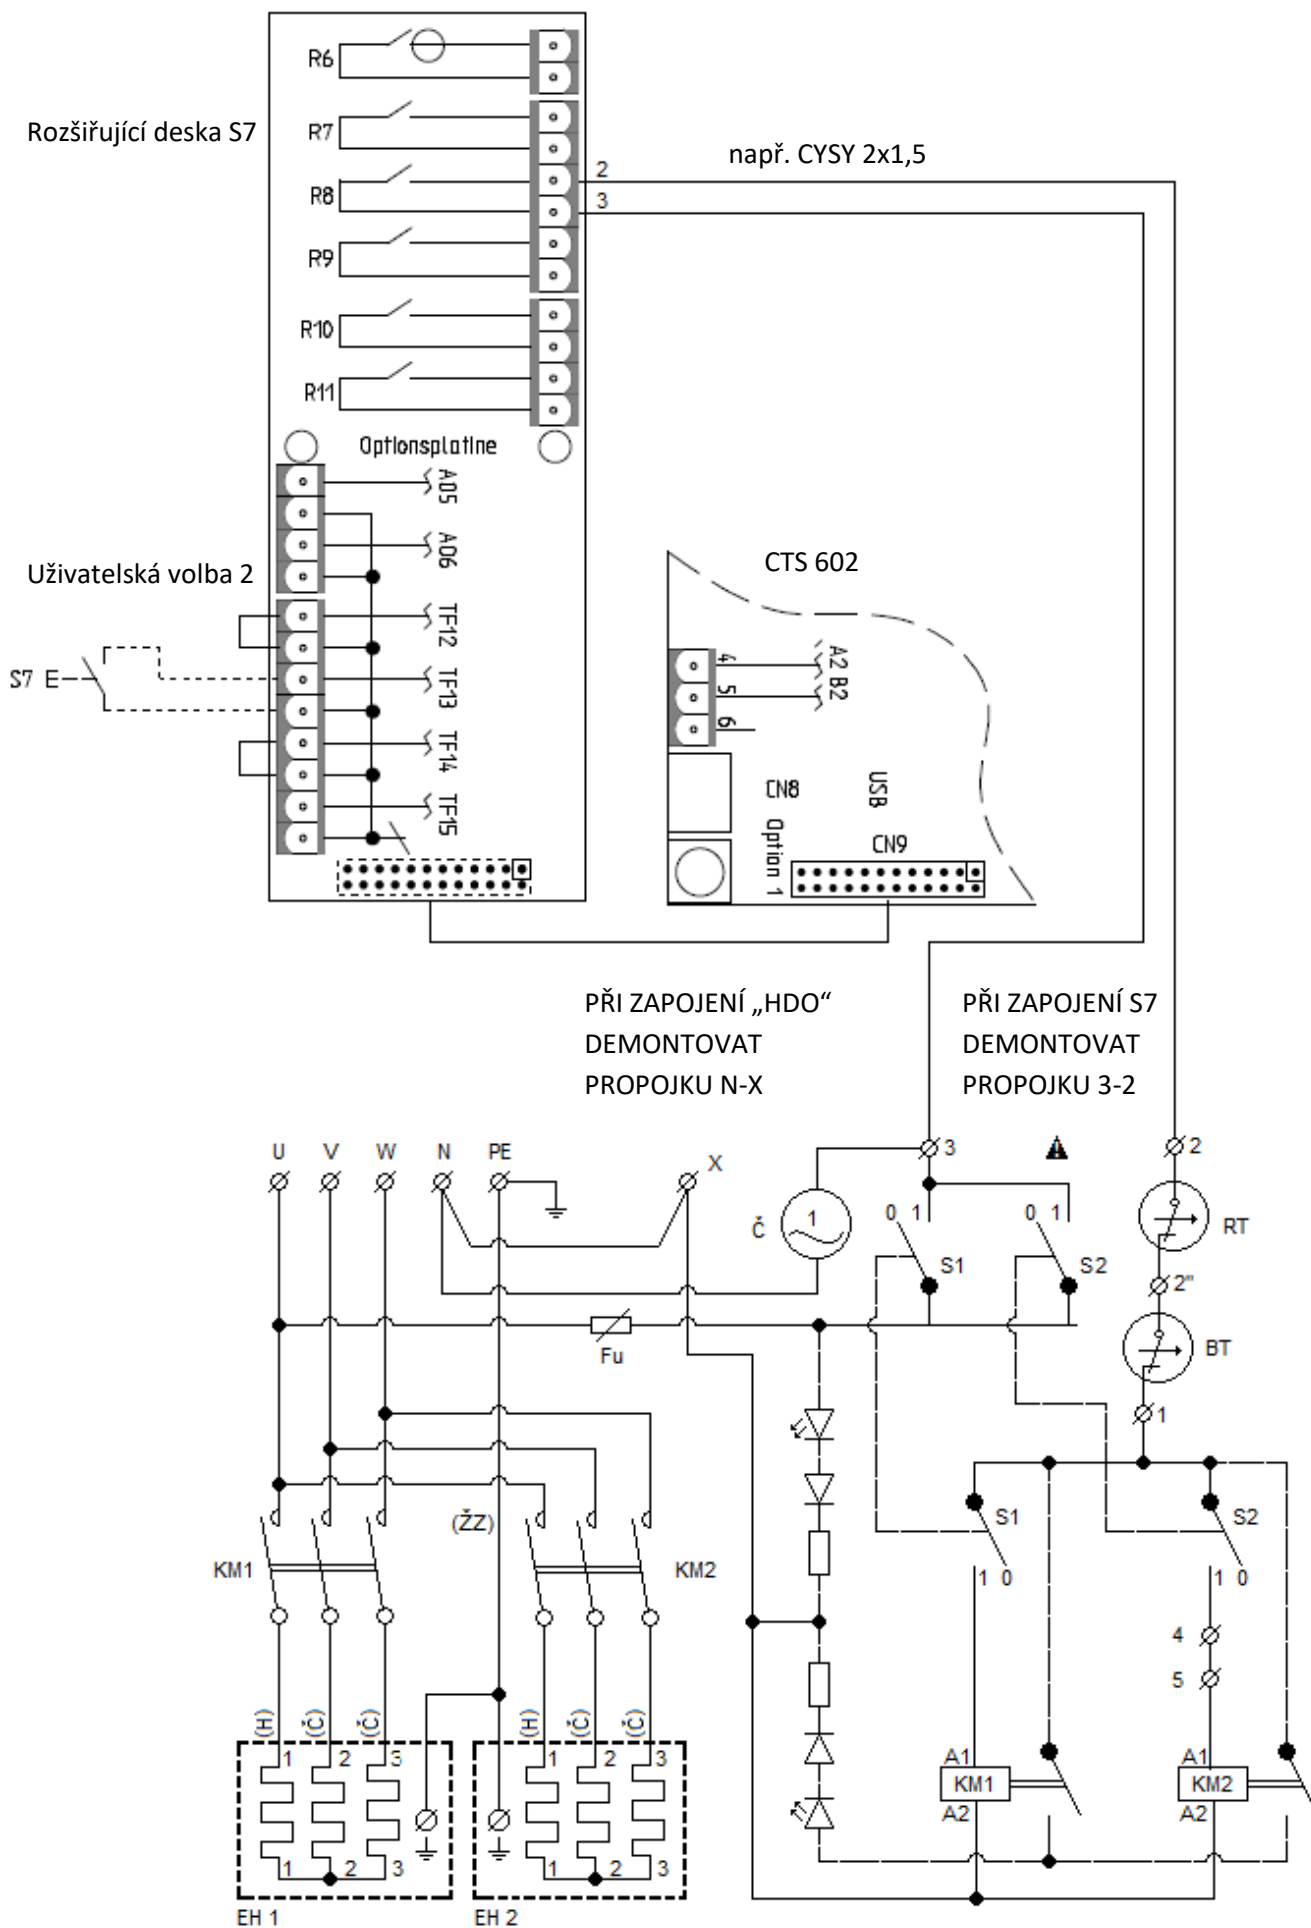 R6
Rozšiřující deska S7
R7
např. CYSY 2x1,5
2
R8
3
R9
R10
R11
Optionsplatine
A05
A06
Uživatelská volba 2
CTS 602
TF12
S7 E
TF13
TF14
TF15
4
A2
5
B2
6
CN8
USB
Option 1
CN9
PŘI ZAPOJENÍ „HDO“
DEMONTOVAT
PROPOJKU N-X
PŘI ZAPOJENÍ S7
DEMONTOVAT
PROPOJKU 3-2
U V W N PE X
3
2
Č
1
0 1
S1
0 1
S2
RT
2"
Fu
BT
1
KM1
(ŽZ)
KM2
S1
1 0
S2
1 0
4
5
(H) (Č) (Č)
(H) (Č) (Č)
1 2 3
1 2 3
1 2 3
1 2 3
A1
KM1
A2
A1
KM2
A2
EH 1
EH 2